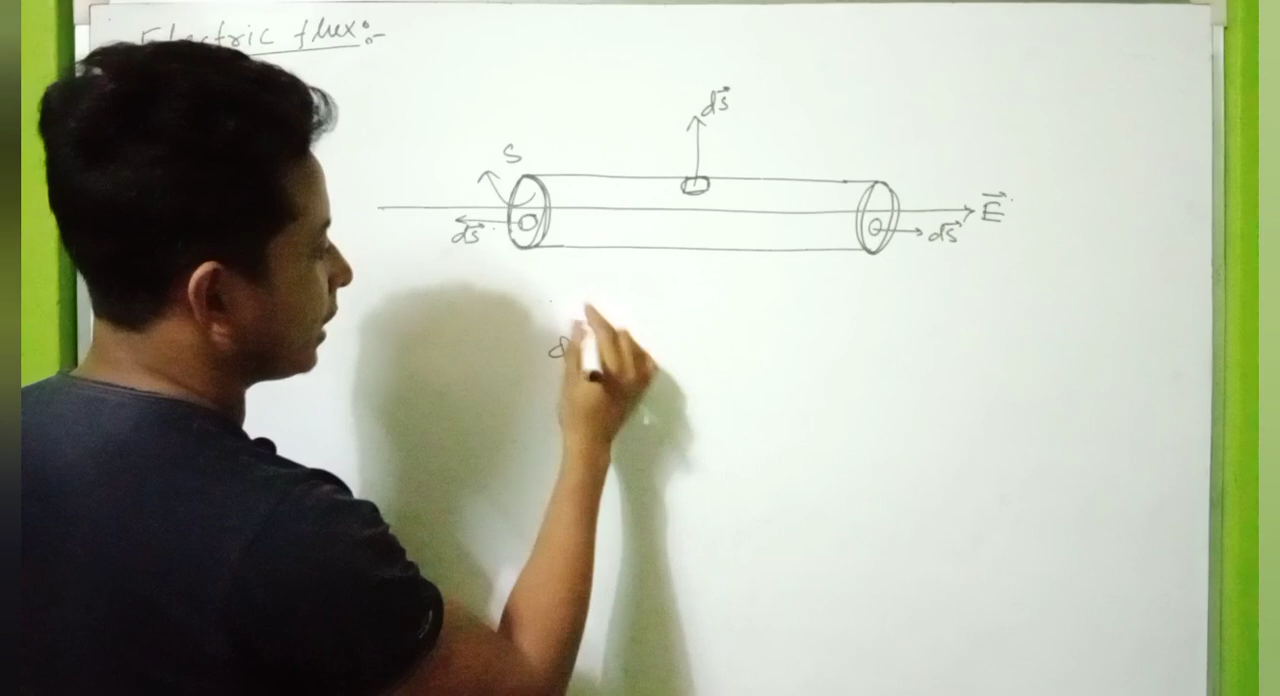 Electric flux:-
ds⃗
S
E⃗
ds⃗
ds⃗